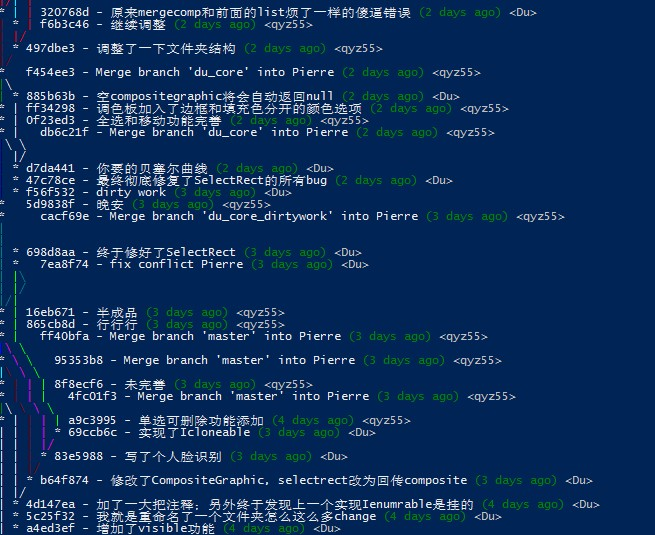 320768d - 原来mergecomp和前面的list烦了一样的傻逼错误 (2 days ago) <Du>
f6b3c46 - 继续调整 (2 days ago) <qyz55>
497dbe3 - 调整了一下文件夹结构 (2 days ago) <qyz55>
f454ee3 - Merge branch 'du_core' into Pierre (2 days ago) <qyz55>
885b63b - 空compositegraphic将会自动返回null (2 days ago) <Du>
ff34298 - 调色板加入了边框和填充色分开的颜色选项 (2 days ago) <qyz55>
0f23ed3 - 全选和移动功能完善 (2 days ago) <qyz55>
db6c21f - Merge branch 'du_core' into Pierre (2 days ago) <qyz55>
d7da441 - 你要的贝塞尔曲线 (2 days ago) <Du>
47c78ce - 最终彻底修复了SelectRect的所有bug (2 days ago) <Du>
f56f532 - dirty work (3 days ago) <Du>
5d9838f - 晚安 (3 days ago) <qyz55>
cacf69e - Merge branch 'du_core_dirtywork' into Pierre (3 days ago) <qyz55>
698d8aa - 终于修好了SelectRect (3 days ago) <Du>
7ea8f74 - fix conflict Pierre (3 days ago) <Du>
16eb671 - 半成品 (3 days ago) <qyz55>
865cb8d - 行行行 (3 days ago) <qyz55>
ff40bfa - Merge branch 'master' into Pierre (3 days ago) <qyz55>
95353b8 - Merge branch 'master' into Pierre (3 days ago) <qyz55>
8f8ecf6 - 未完善 (3 days ago) <qyz55>
4fc01f3 - Merge branch 'master' into Pierre (3 days ago) <qyz55>
a9c3995 - 单选可删除功能添加 (4 days ago) <qyz55>
69ccb6c - 实现了Icloneable (3 days ago) <Du>
83e5988 - 写了个人脸识别 (3 days ago) <Du>
b64f874 - 修改了CompositeGraphic, selectrect改为回传composite (3 days ago) <Du>
4d147ea - 加了一大把注释；另外终于发现上一个实现Ienumrable是挂的 (4 days ago) <Du>
5c25f32 - 我就是重命名了一个文件夹怎么这么多change (4 days ago) <Du>
a4ed3ef - 增加了visible功能 (4 days ago) <Du>